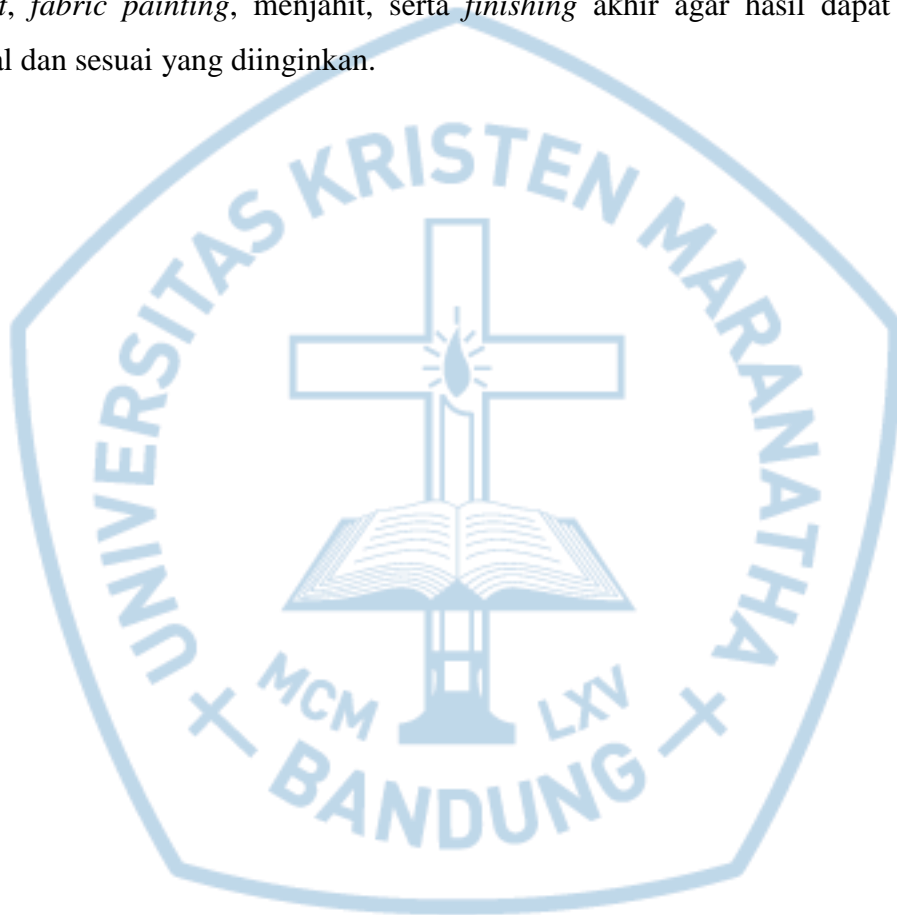 fabric painting, menjahit, serta finishing akhir agar hasil dapat
dan sesuai yang diinginkan.
UNIVERSITAS KRISTEN MARANATHA
MCM LXV
BANDUNG